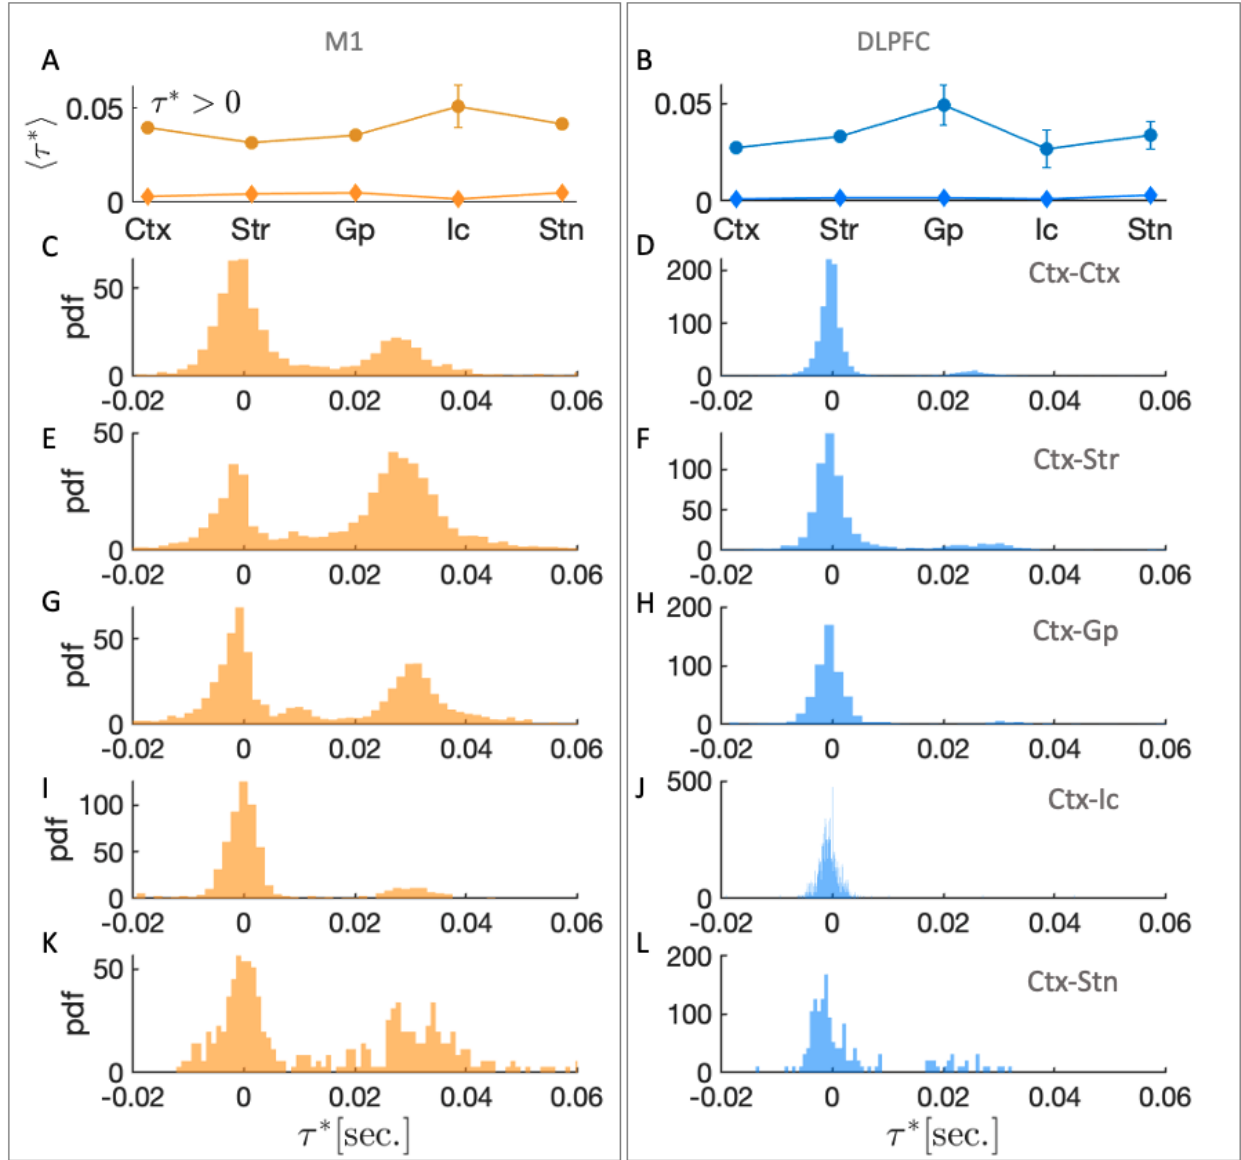 M1
DLPFC
A
B
⟨τ*⟩
0.05
τ* > 0
0
Ctx Str Gp Ic Stn
0.05
0
Ctx Str Gp Ic Stn
C
pdf
50
0
-0.02 0 0.02 0.04 0.06
D
Ctx-Ctx
200
100
0
-0.02 0 0.02 0.04 0.06
E
pdf
50
0
-0.02 0 0.02 0.04 0.06
F
Ctx-Str
100
50
0
-0.02 0 0.02 0.04 0.06
G
pdf
50
0
-0.02 0 0.02 0.04 0.06
H
Ctx-Gp
200
100
0
-0.02 0 0.02 0.04 0.06
I
pdf
100
50
0
-0.02 0 0.02 0.04 0.06
J
Ctx-Ic
500
0
-0.02 0 0.02 0.04 0.06
K
pdf
50
0
-0.02 0 0.02 0.04 0.06
τ* [sec.]
L
Ctx-Stn
200
100
0
-0.02 0 0.02 0.04 0.06
τ* [sec.]